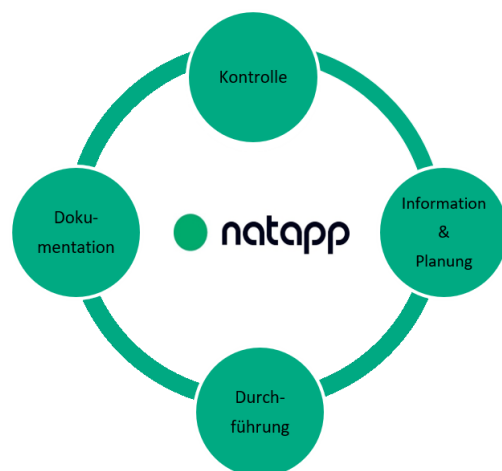 Kontrolle
Information
&
Planung
Durch-
führung
Doku-
mentation
natapp